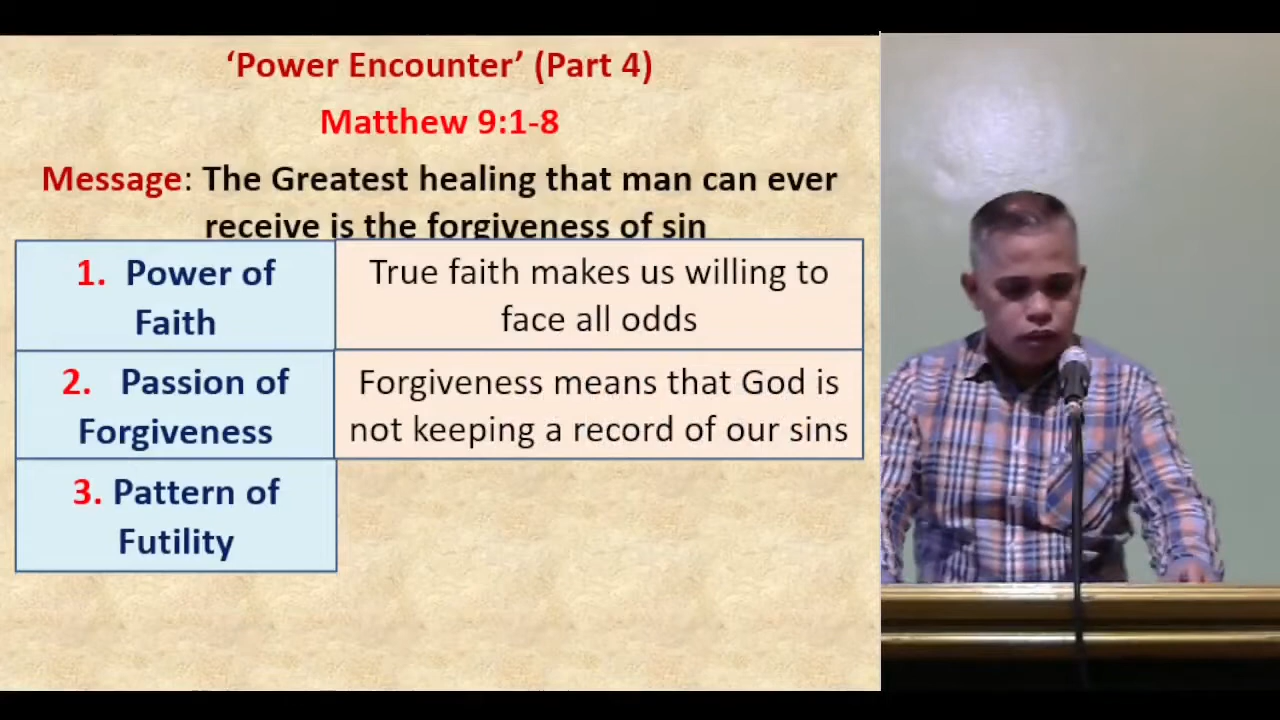 ‘Power Encounter’ (Part 4)
Matthew 9:1-8
Message: The Greatest healing that man can ever
receive is the forgiveness of sin
1. Power of
Faith
True faith makes us willing to
face all odds
2. Passion of
Forgiveness
Forgiveness means that God is
not keeping a record of our sins
3. Pattern of
Futility